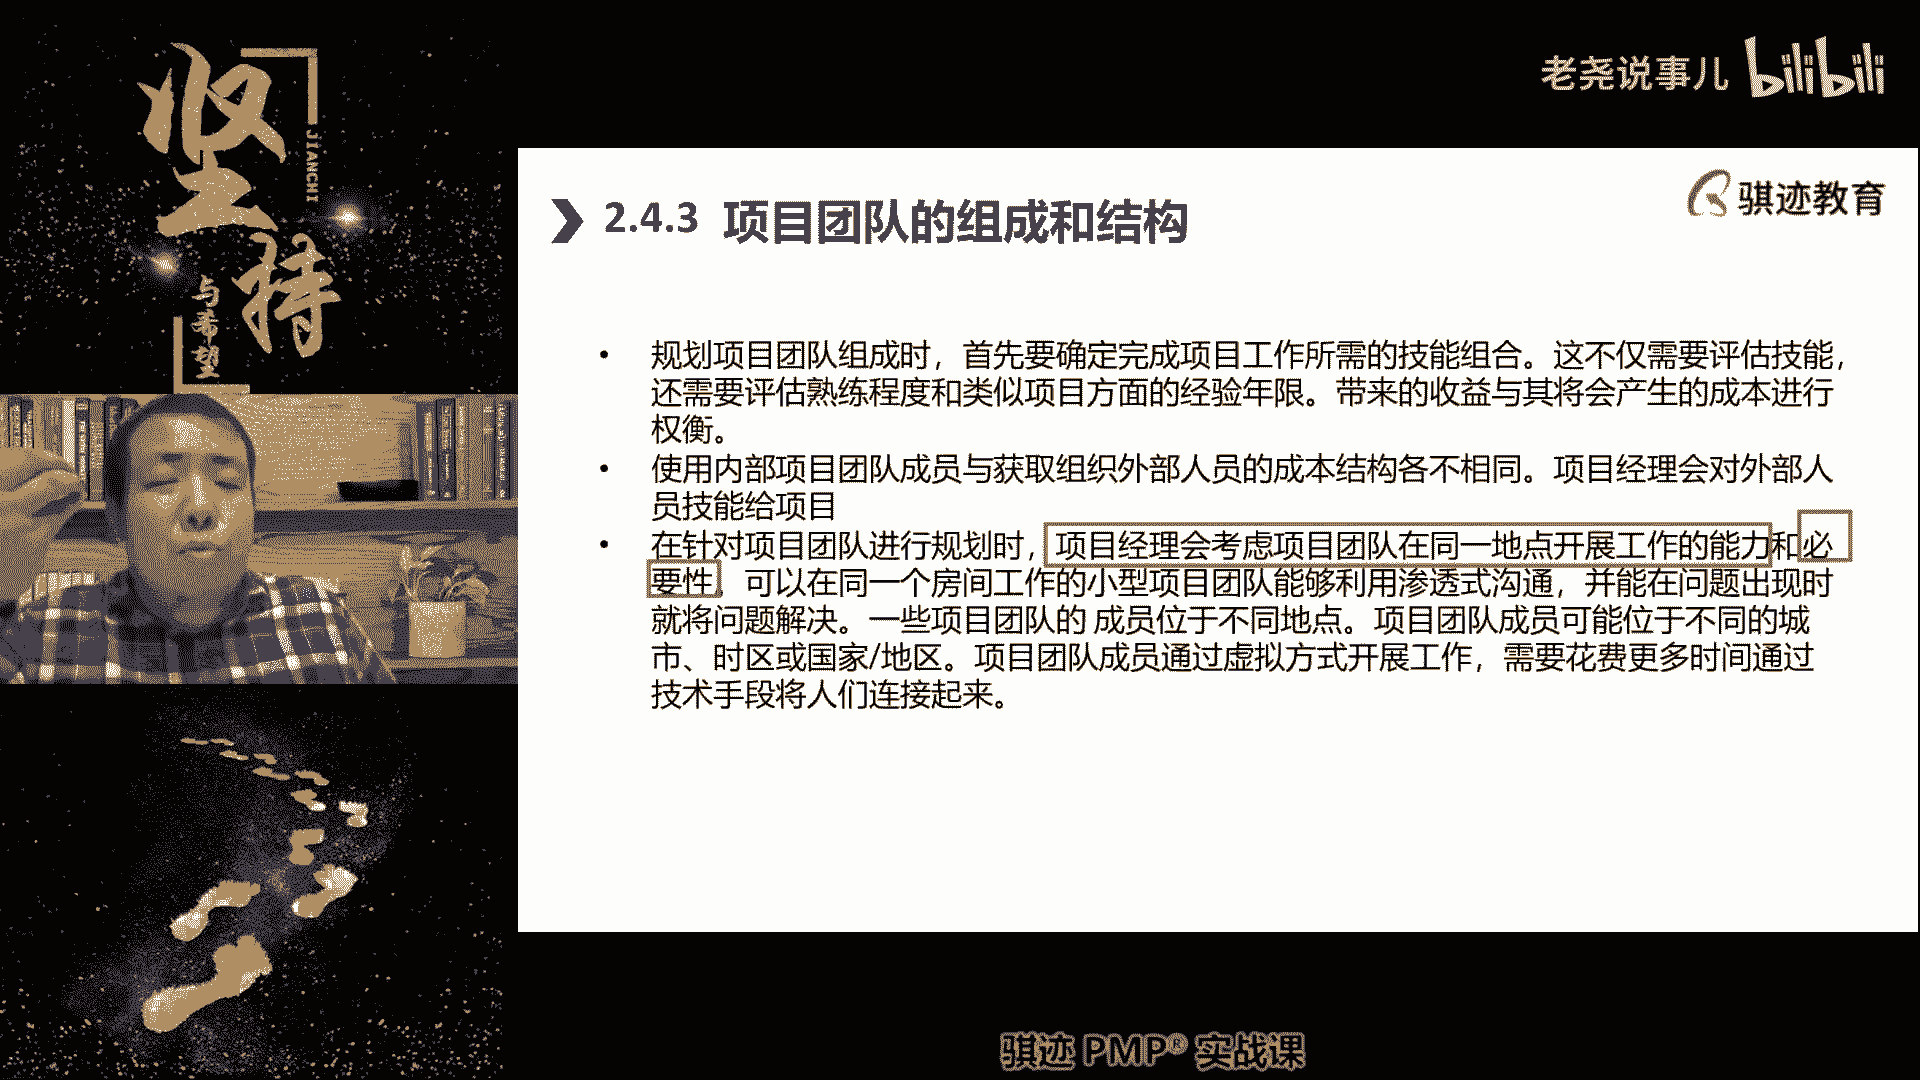 坚持
JIANCHI
与希望
老尧说事儿 bilibili
骐迹教育
2.4.3 项目团队的组成和结构
• 规划项目团队组成时，首先要确定完成项目工作所需的技能组合。这不仅需要评估技能，
还需要评估熟练程度和类似项目方面的经验年限。带来的收益与其将会产生的成本进行
权衡。
• 使用内部项目团队成员与获取组织外部人员的成本结构各不相同。项目经理会对外部人
员技能给项目
• 在针对项目团队进行规划时，项目经理会考虑项目团队在同一地点开展工作的能力和必
要性。可以在同一个房间工作的小型项目团队能够利用渗透式沟通，并能在问题出现时
就将问题解决。一些项目团队的 成员位于不同地点。项目团队成员可能位于不同的城
市、时区或国家/地区。项目团队成员通过虚拟方式开展工作，需要花费更多时间通过
技术手段将人们连接起来。
骐迹 PMP® 实战课